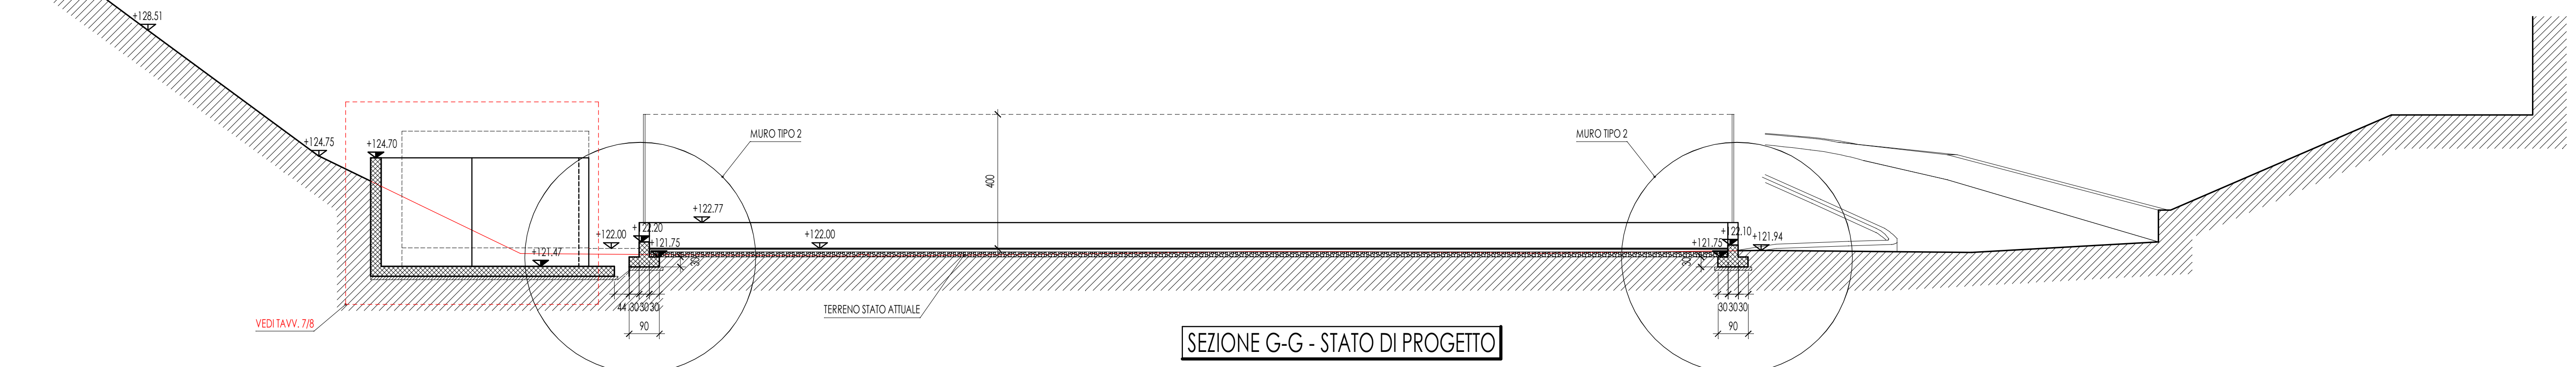 +128.51
+124.75
+124.70
MURO TIPO 2
MURO TIPO 2
400
+122.77
+122.00
+122.20
+121.75
+122.00
+121.47
30
+122.10
+121.75
+121.94
30
44 30 30 30
90
30 30 30
90
TERRENO STATO ATTUALE
VEDI TAVV. 7/8
SEZIONE G-G - STATO DI PROGETTO